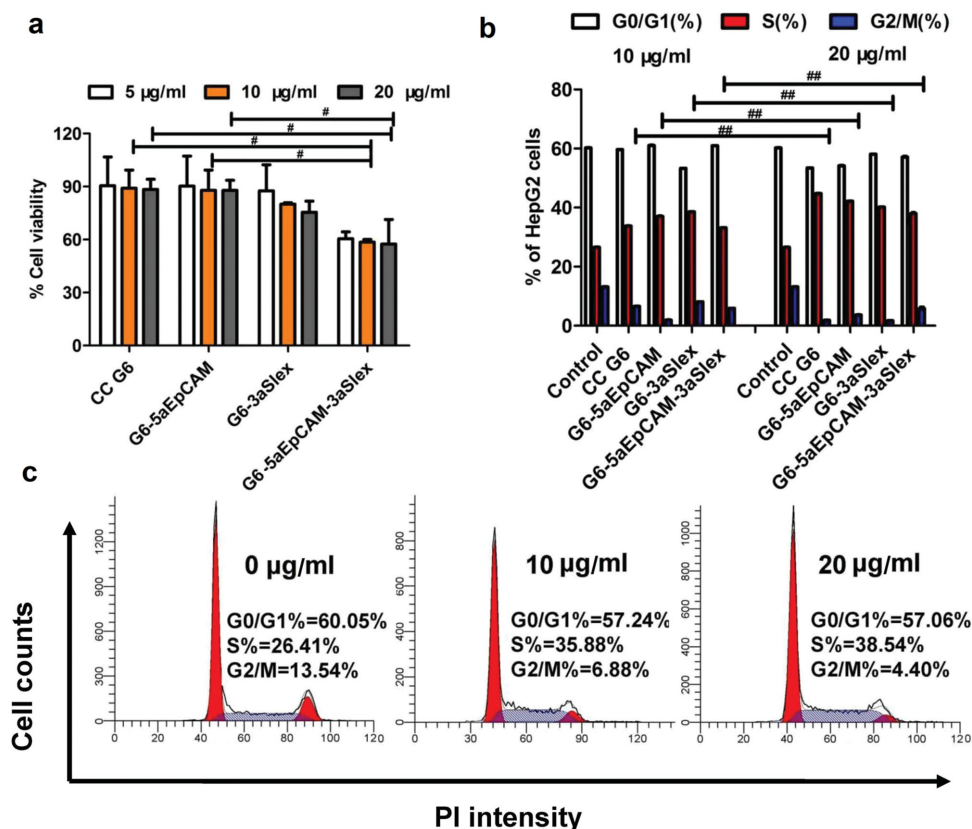 a
5 µg/ml 10 µg/ml 20 µg/ml
#
#
#
#
120
90
60
30
0
% Cell viability
CC G6
G6-5aEpCAM
G6-3aSlex
G6-5aEpCAM-3aSlex
b
G0/G1(%) S(%) G2/M(%)
10 µg/ml 20 µg/ml
##
##
##
##
80
60
40
20
0
% of HepG2 cells
Control
CC G6
G6-5aEpCAM
G6-3aSlex
G6-5aEpCAM-3aSlex
Control
CC G6
G6-5aEpCAM
G6-3aSlex
G6-5aEpCAM-3aSlex
c
Cell counts
0 300 600 900 1200
0 µg/ml
G0/G1%=60.05%
S%=26.41%
G2/M=13.54%
0 20 40 60 80 100 120
0 200 400 600 800
10 µg/ml
G0/G1%=57.24%
S%=35.88%
G2/M%=6.88%
0 30 60 90 120
0 200 400 600 800 1000
20 µg/ml
G0/G1%=57.06%
S%=38.54%
G2/M%=4.40%
0 20 40 60 80 100 120
PI intensity